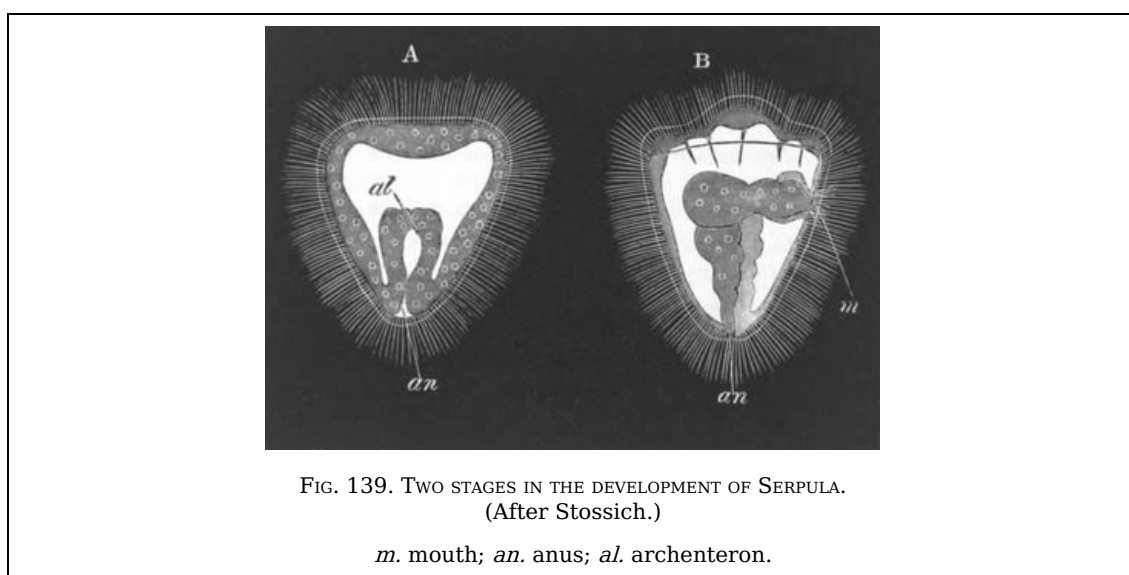 A
B
al
m
an
an
FIG. 139. TWO STAGES IN THE DEVELOPMENT OF SERPULA.
(After Stossich.)
m. mouth; an. anus; al. archenteron.